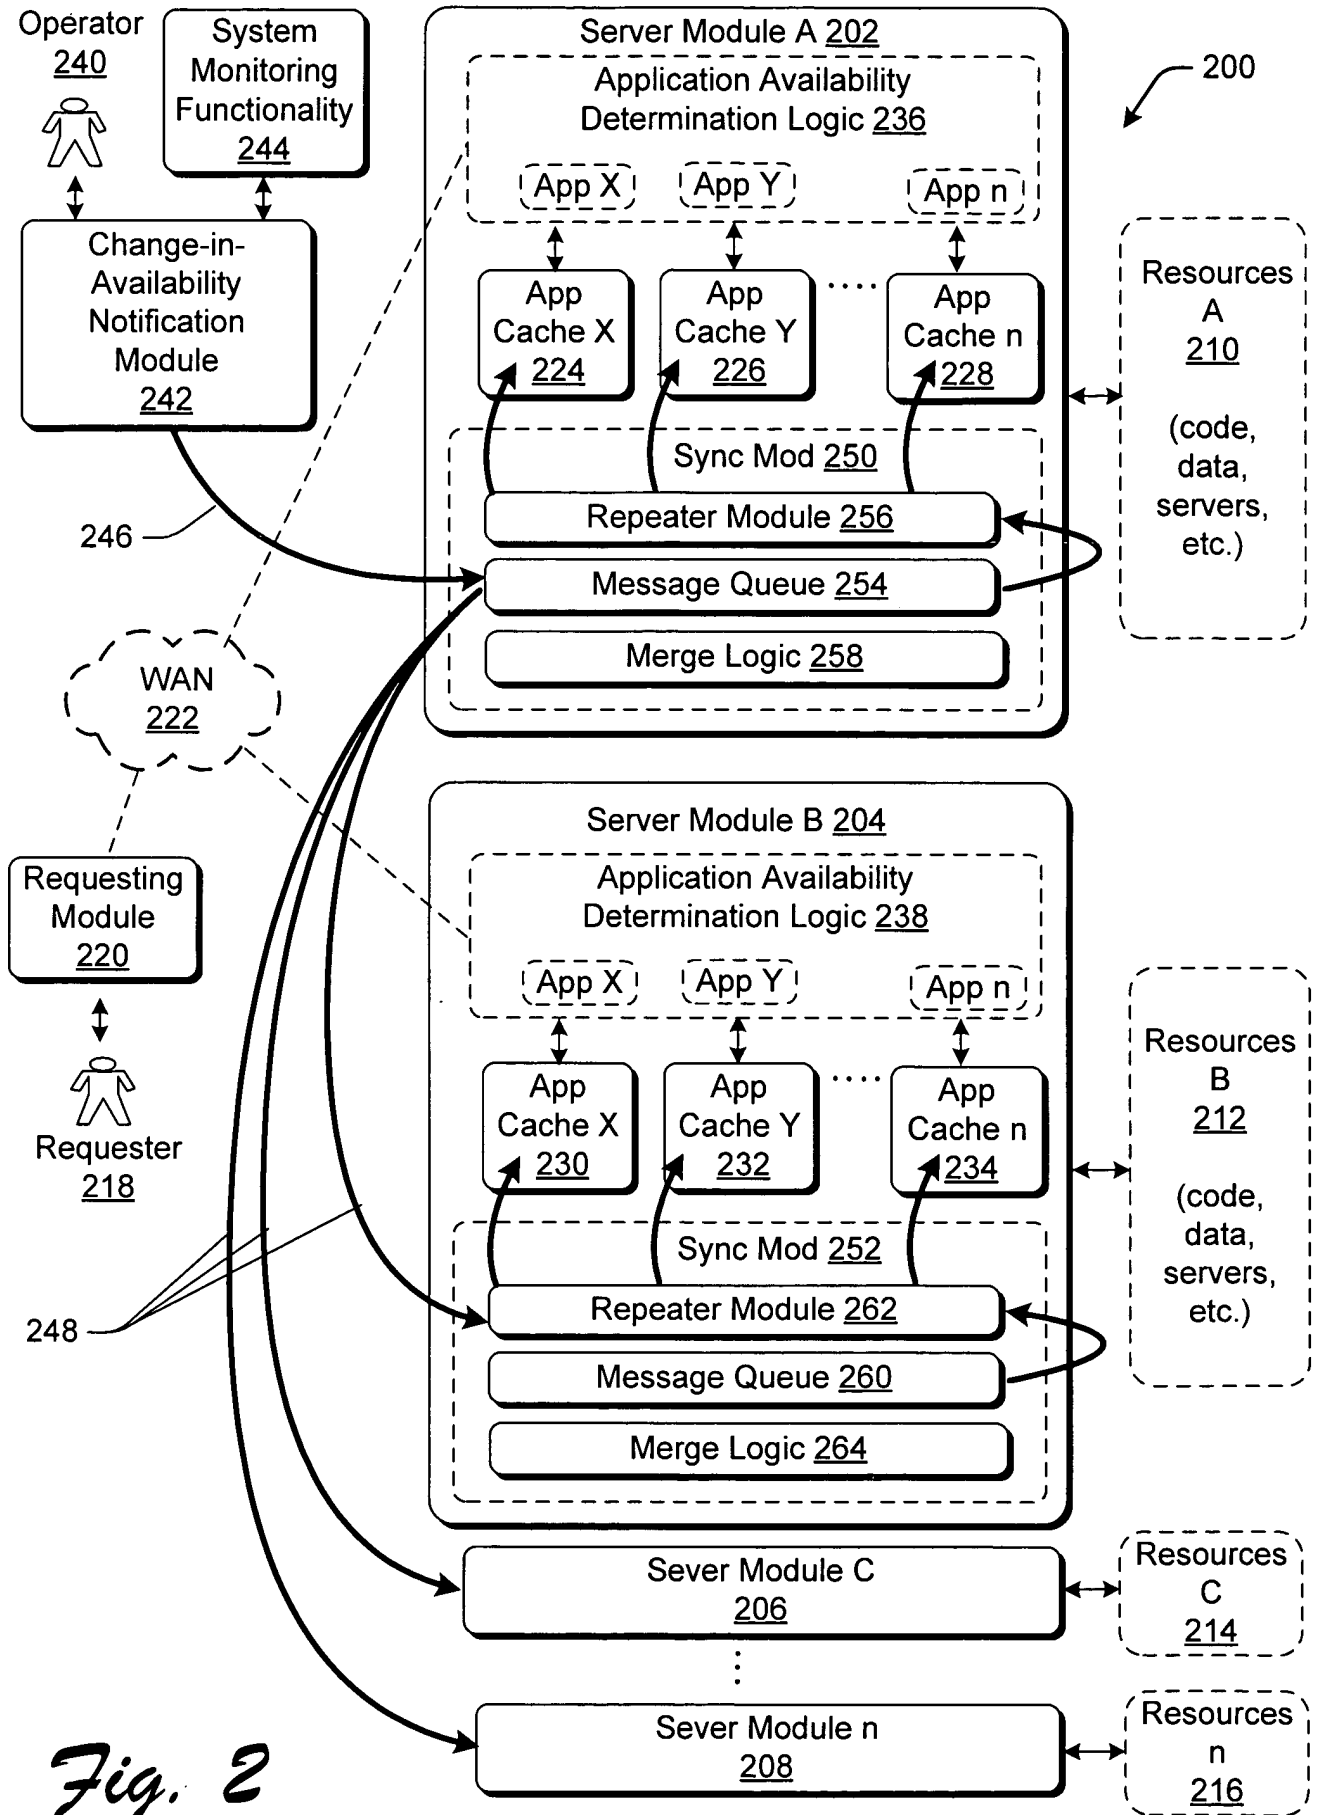 Operator
240
System
Monitoring
Functionality
244
Change-in-
Availability
Notification
Module
242
246
WAN
222
Requesting
Module
220
Requester
218
248
200
Server Module A 202
Application Availability
Determination Logic 236
App X
App Y
App n
App
Cache X
224
App
Cache Y
226
.....
App
Cache n
228
Sync Mod 250
Repeater Module 256
Message Queue 254
Merge Logic 258
Resources
A
210
(code,
data,
servers,
etc.)
Server Module B 204
Application Availability
Determination Logic 238
App X
App Y
App n
App
Cache X
230
App
Cache Y
232
.....
App
Cache n
234
Sync Mod 252
Repeater Module 262
Message Queue 260
Merge Logic 264
Resources
B
212
(code,
data,
servers,
etc.)
Sever Module C
206
Resources
C
214
Sever Module n
208
Resources
n
216
Fig. 2